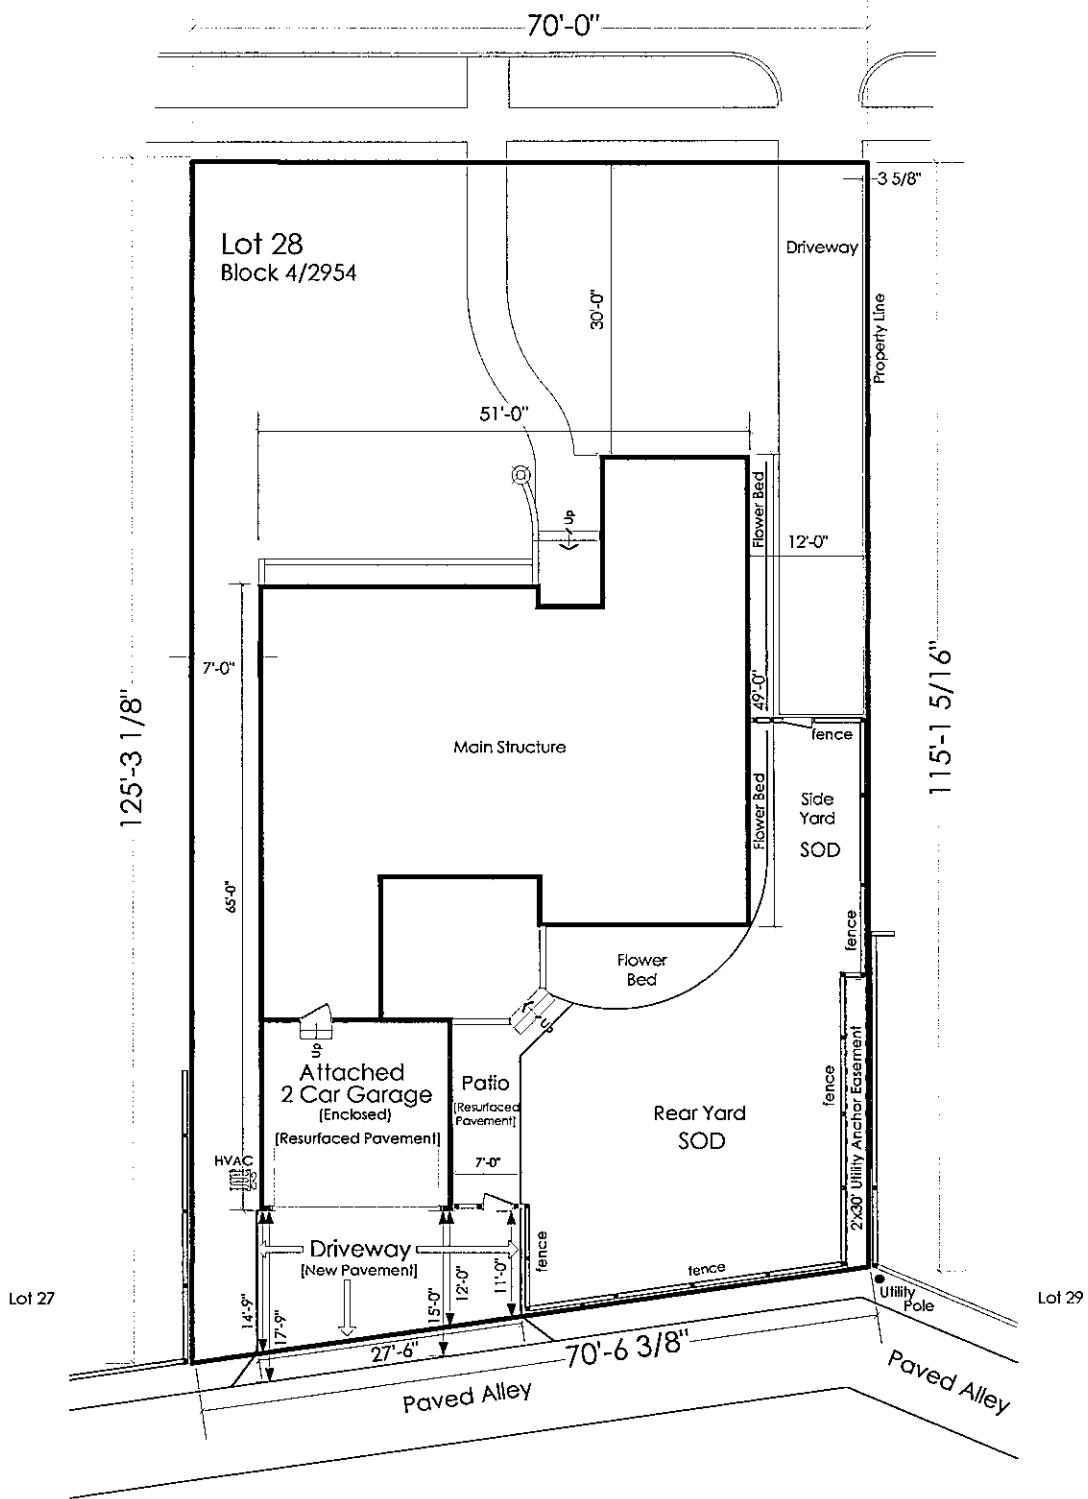 70'-0"
3 5/8"
Lot 28
Block 4/2954
Driveway
30'-0"
Property Line
51'-0"
Flower Bed
Up
12'-0"
7'-0"
49'-0"
125'-3 1/8"
115'-1 5/16"
fence
Main Structure
Flower Bed
Side
Yard
SOD
65'-0"
fence
Flower
Bed
Up
Up
Attached
2 Car Garage
(Enclosed)
[Resurfaced Pavement]
Patio
[Resurfaced
Pavement]
fence
2'x30' Utility Anchor Easement
Rear Yard
SOD
HVAC
7'-0"
Driveway
[New Pavement]
fence
fence
14'-9"
17'-9"
15'-0"
12'-0"
11'-0"
Utility
Pole
Lot 27
Lot 29
27'-6"
70'-6 3/8"
Paved Alley
Paved Alley